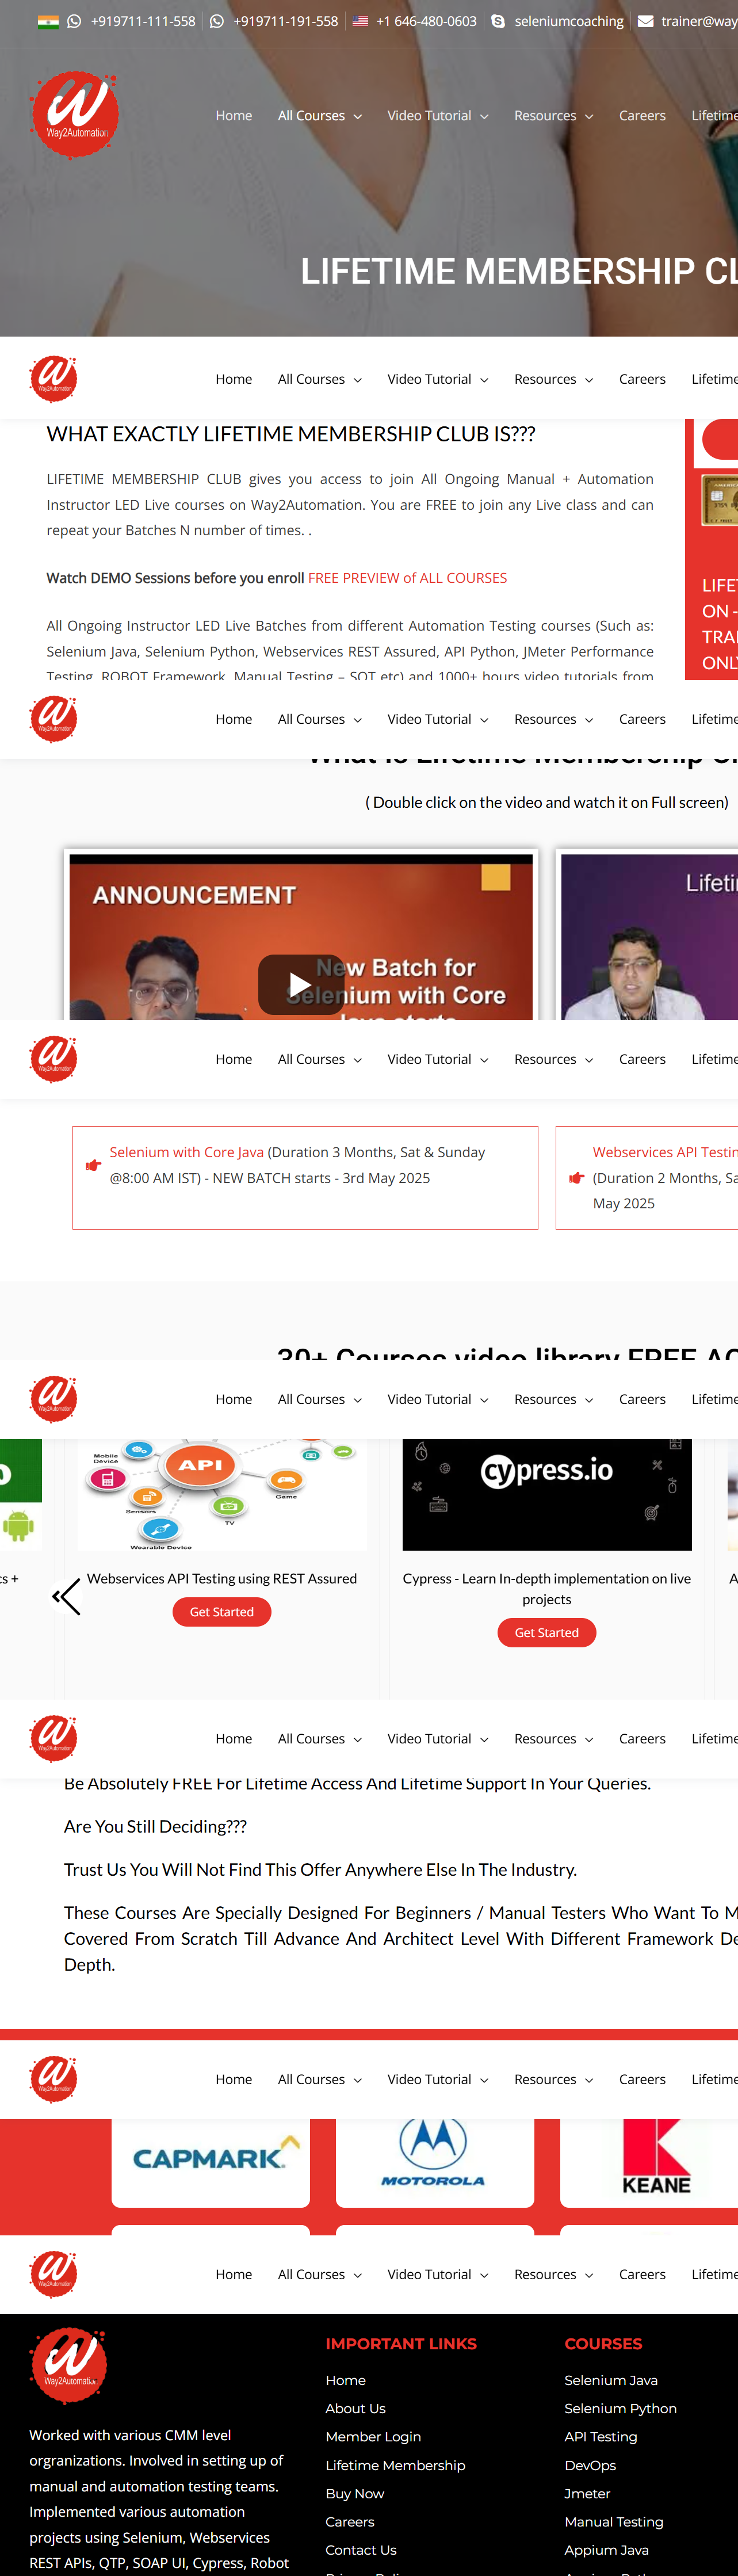 +919711-111-558 +919711-191-558 +1 646-480-0603 seleniumcoaching trainer@way
Way2Automation
Home All Courses Video Tutorial Resources Careers Lifetime
LIFETIME MEMBERSHIP CL
Way2Automation
Home All Courses Video Tutorial Resources Careers Lifetime
WHAT EXACTLY LIFETIME MEMBERSHIP CLUB IS???
LIFETIME MEMBERSHIP CLUB gives you access to join All Ongoing Manual + Automation
Instructor LED Live courses on Way2Automation. You are FREE to join any Live class and can
repeat your Batches N number of times. .
Watch DEMO Sessions before you enroll FREE PREVIEW of ALL COURSES
All Ongoing Instructor LED Live Batches from different Automation Testing courses (Such as:
Selenium Java, Selenium Python, Webservices REST Assured, API Python, JMeter Performance
Testing, ROBOT Framework, Manual Testing – SQT etc) and 1000+ hours video tutorials from
LIFE
ON -
TRAI
ONLY
Way2Automation
Home All Courses Video Tutorial Resources Careers Lifetime
What is Lifetime Membership Cl
( Double click on the video and watch it on Full screen)
ANNOUNCEMENT
New Batch for
Selenium with Core
Java starts
Lifeti
Way2Automation
Home All Courses Video Tutorial Resources Careers Lifetime
Selenium with Core Java (Duration 3 Months, Sat & Sunday
@8:00 AM IST) - NEW BATCH starts - 3rd May 2025
Webservices API Testin
(Duration 2 Months, Sa
May 2025
30+ Courses video library FREE AC
Way2Automation
Home All Courses Video Tutorial Resources Careers Lifetime
Mobile
Device
API
Game
Sensors
TV
Wearable Device
cypress.io
s +
Webservices API Testing using REST Assured
Get Started
Cypress - Learn In-depth implementation on live
projects
Get Started
A
Way2Automation
Home All Courses Video Tutorial Resources Careers Lifetime
Be Absolutely FREE For Lifetime Access And Lifetime Support In Your Queries.
Are You Still Deciding???
Trust Us You Will Not Find This Offer Anywhere Else In The Industry.
These Courses Are Specially Designed For Beginners / Manual Testers Who Want To M
Covered From Scratch Till Advance And Architect Level With Different Framework De
Depth.
Way2Automation
Home All Courses Video Tutorial Resources Careers Lifetime
CAPMARK
MOTOROLA
KEANE
Way2Automation
Home All Courses Video Tutorial Resources Careers Lifetime
Way2Automation
Worked with various CMM level
orgranizations. Involved in setting up of
manual and automation testing teams.
Implemented various automation
projects using Selenium, Webservices
REST APIs, QTP, SOAP UI, Cypress, Robot
IMPORTANT LINKS
Home
About Us
Member Login
Lifetime Membership
Buy Now
Careers
Contact Us
COURSES
Selenium Java
Selenium Python
API Testing
DevOps
Jmeter
Manual Testing
Appium Java